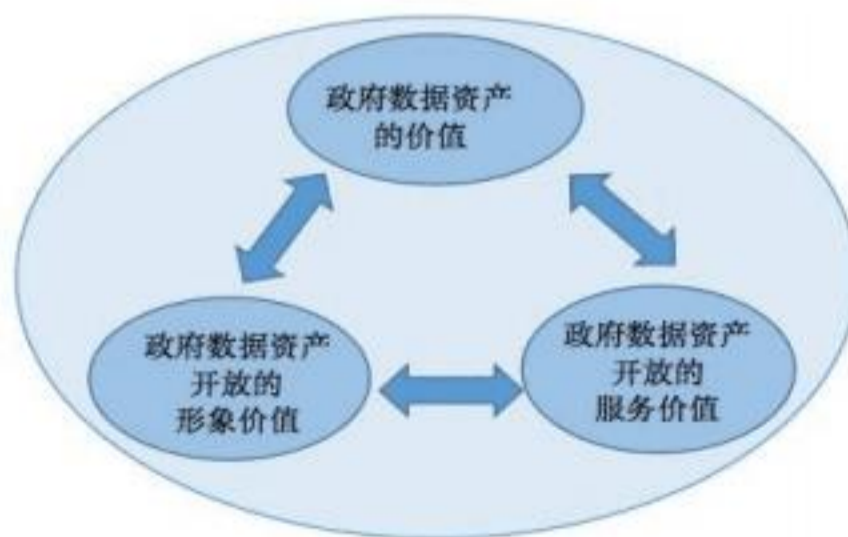 政府数据资产
的价值
政府数据资产
开放的
形象价值
政府数据资产
开放的
服务价值